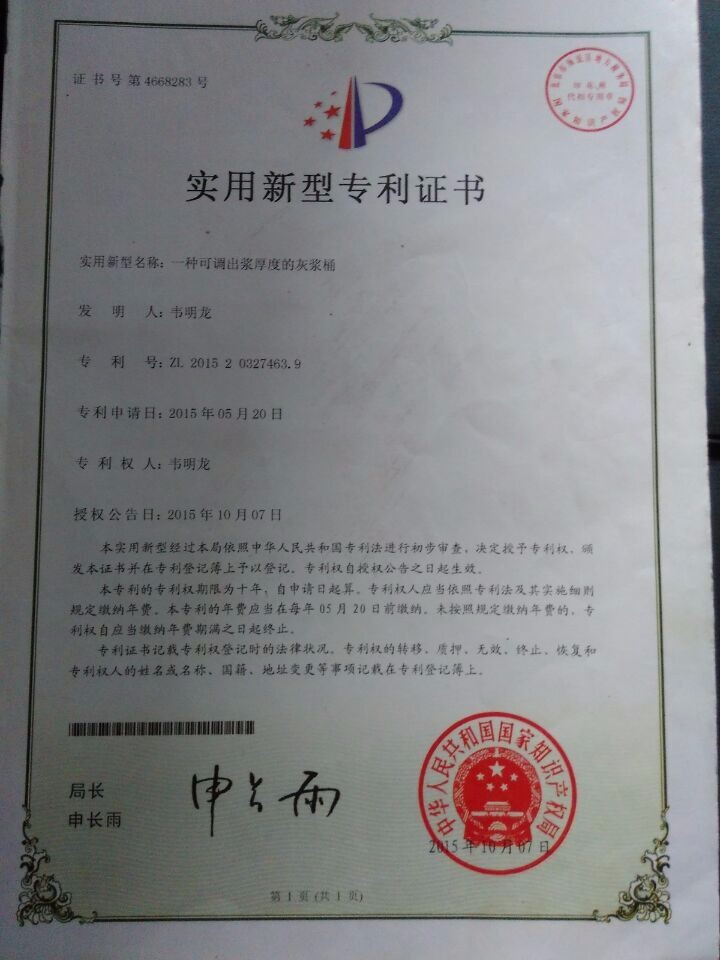 证书号第4668283号
实用新型专利证书
实用新型名称：一种可调出浆厚度的灰浆桶
发明人：韦明龙
专利号：ZL 2015 2 0327463.9
专利申请日：2015年05月20日
专利权人：韦明龙
授权公告日：2015年10月07日
本实用新型经过本局依照中华人民共和国专利法进行初步审查，决定授予专利权，颁
发本证书并在专利登记簿上予以登记。专利权自授权公告之日起生效。
本专利的专利权期限为十年，自申请日起算。专利权人应当依照专利法及其实施细则
规定缴纳年费。本专利的年费应当在每年05月20日前缴纳。未按照规定缴纳年费的，专
利权自应当缴纳年费期满之日起终止。
专利证书记载专利权登记时的法律状况。专利权的转移、质押、无效、终止、恢复和
专利权人的姓名或名称、国籍、地址变更等事项记载在专利登记簿上。
局长
申长雨
申长雨
中华人民共和国国家知识产权局
2015年10月07日
第1页(共1页)